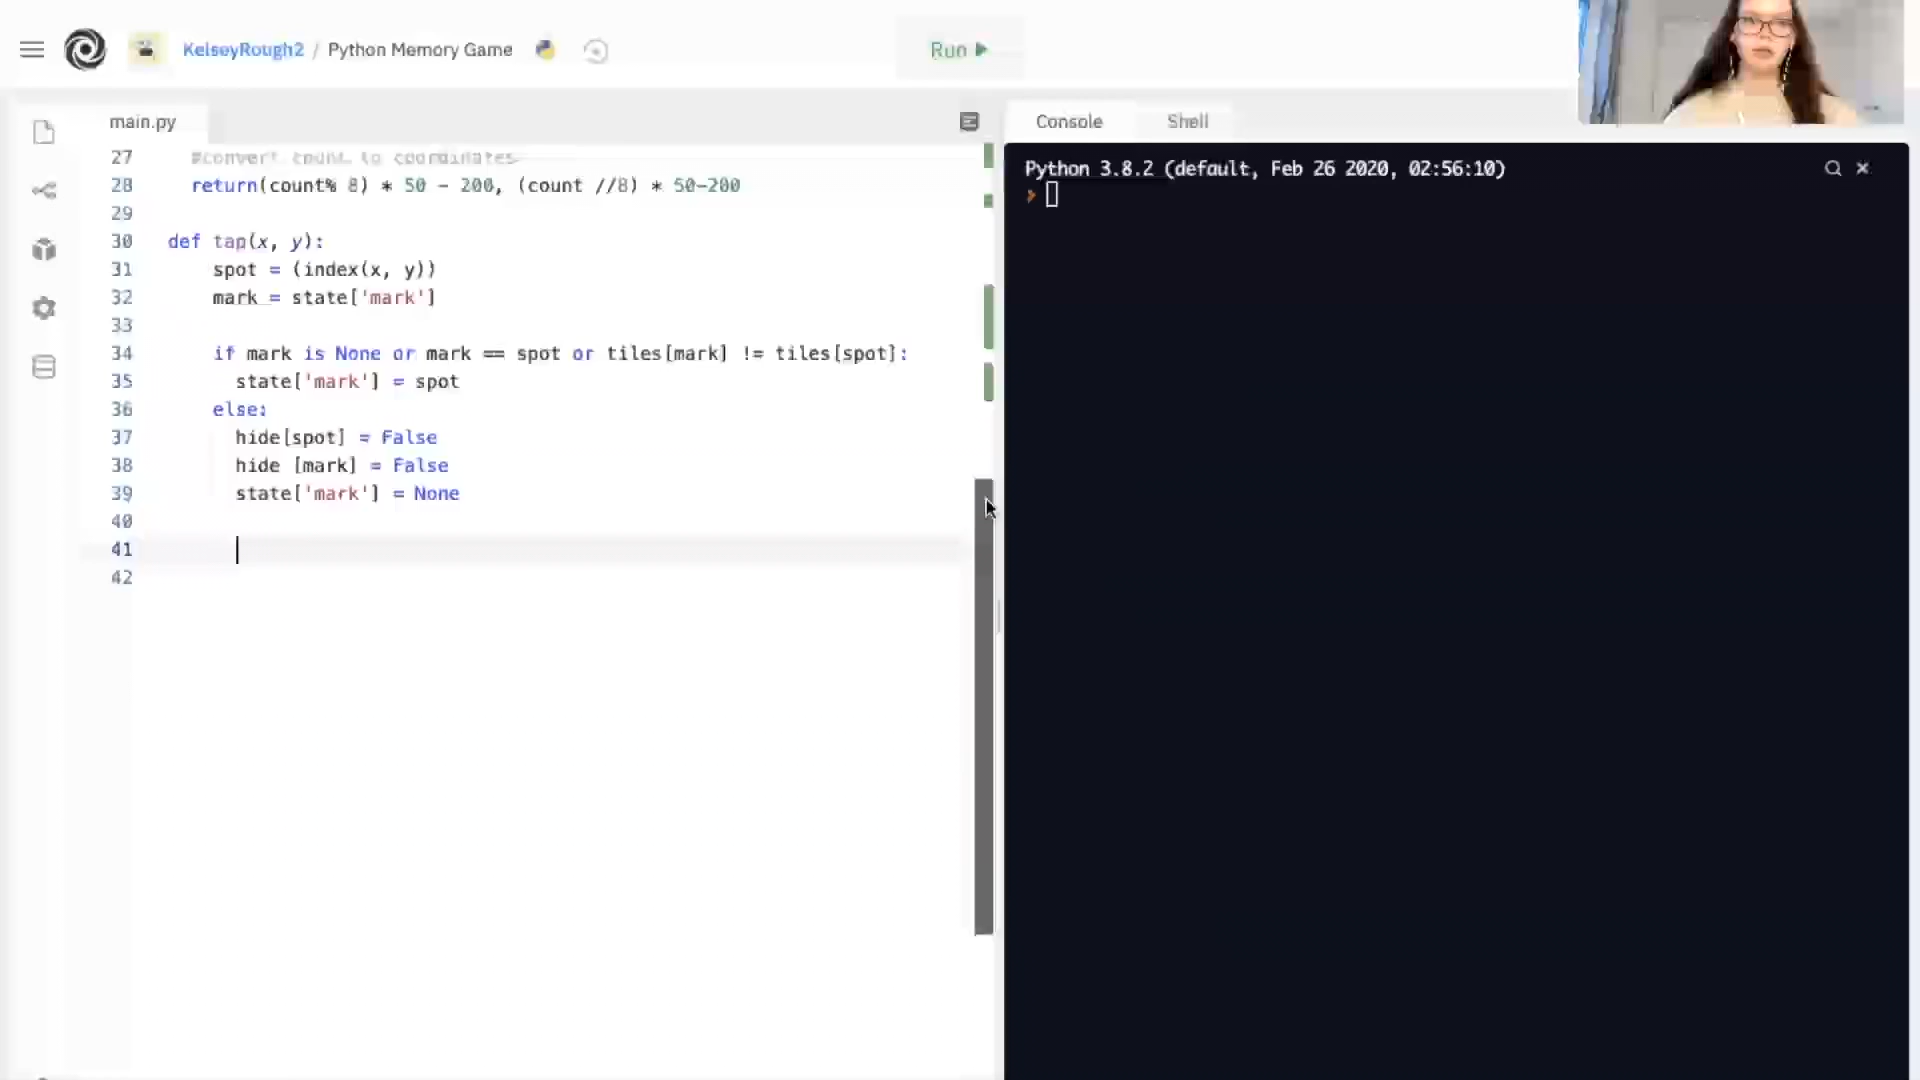 KelseyRough2 / Python Memory Game
Run
main.py
Console
Shell
27 #convert count to coordinates
28 return(count% 8) * 50 - 200, (count //8) * 50-200
29
30 def tap(x, y):
31 spot = (index(x, y))
32 mark = state['mark']
33
34 if mark is None or mark == spot or tiles[mark] != tiles[spot]:
35 state['mark'] = spot
36 else:
37 hide[spot] = False
38 hide [mark] = False
39 state['mark'] = None
40
41
42
Python 3.8.2 (default, Feb 26 2020, 02:56:10)